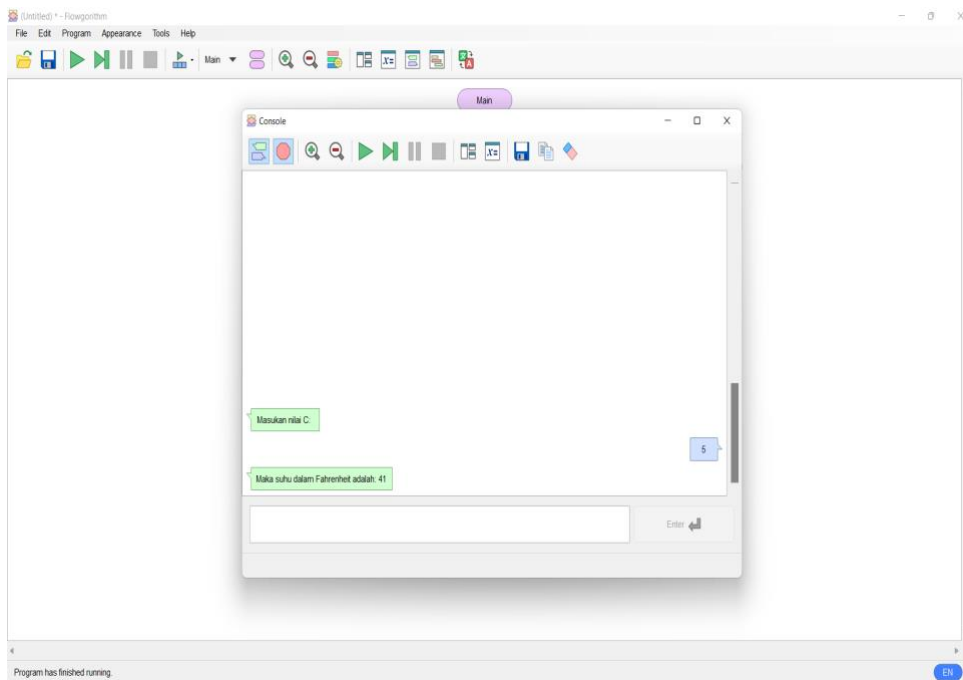 (Untitled) * - Flowgorithm
File Edit Program Appearance Tools Help
Main
Main
Console
X=
Masukan nilai C:
5
Maka suhu dalam Fahrenheit adalah: 41
Enter
Program has finished running.
EN